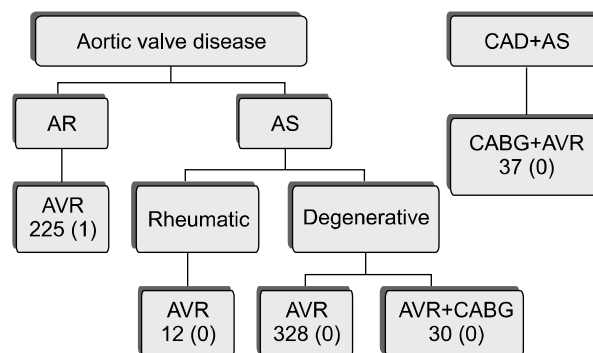 Aortic valve disease
CAD+AS
AR
AS
CABG+AVR
37 (0)
AVR
225 (1)
Rheumatic
Degenerative
AVR
12 (0)
AVR
328 (0)
AVR+CABG
30 (0)